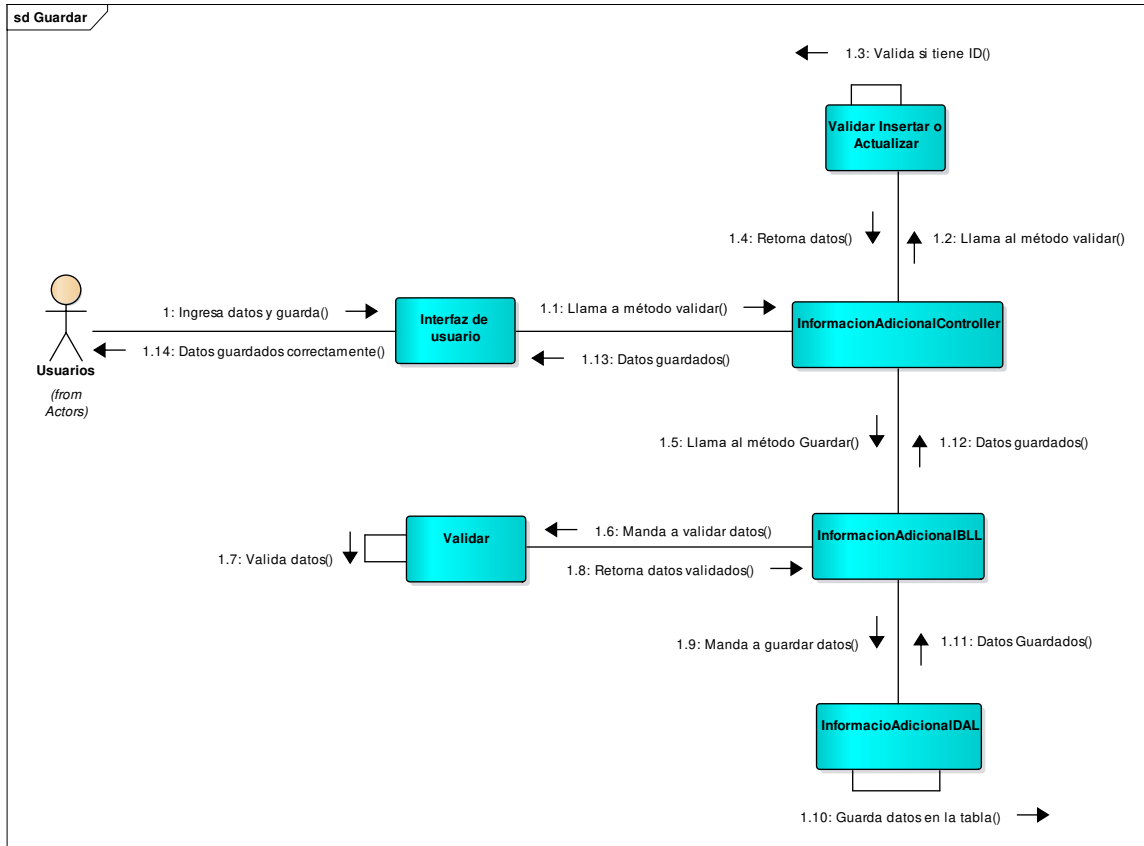 sd Guardar
1.3: Valida si tiene ID()
Validar Insertar o
Actualizar
1.4: Retorna datos()
1.2: Llama al método validar()
1: Ingresa datos y guarda()
Interfaz de
usuario
1.1: Llama a método validar()
InformacionAdicionalController
1.14: Datos guardados correctamente()
1.13: Datos guardados()
Usuarios
(from
Actors)
1.5: Llama al método Guardar()
1.12: Datos guardados()
1.7: Valida datos()
Validar
1.6: Manda a validar datos()
InformacionAdicionalBLL
1.8: Retorna datos validados()
1.9: Manda a guardar datos()
1.11: Datos Guardados()
InformacioAdicionalDAL
1.10: Guarda datos en la tabla()